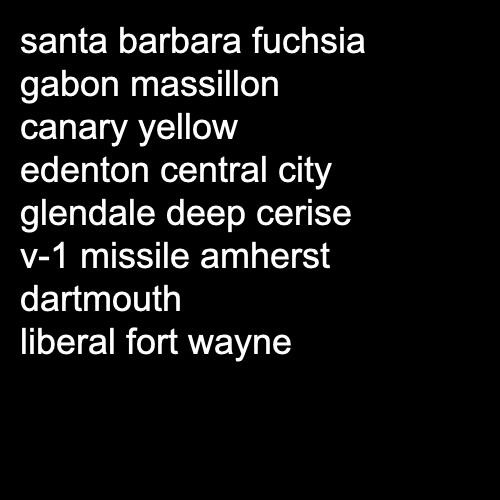 santa barbara fuchsia
gabon massillon
canary yellow
edenton central city
glendale deep cerise
v-1 missile amherst
dartmouth
liberal fort wayne